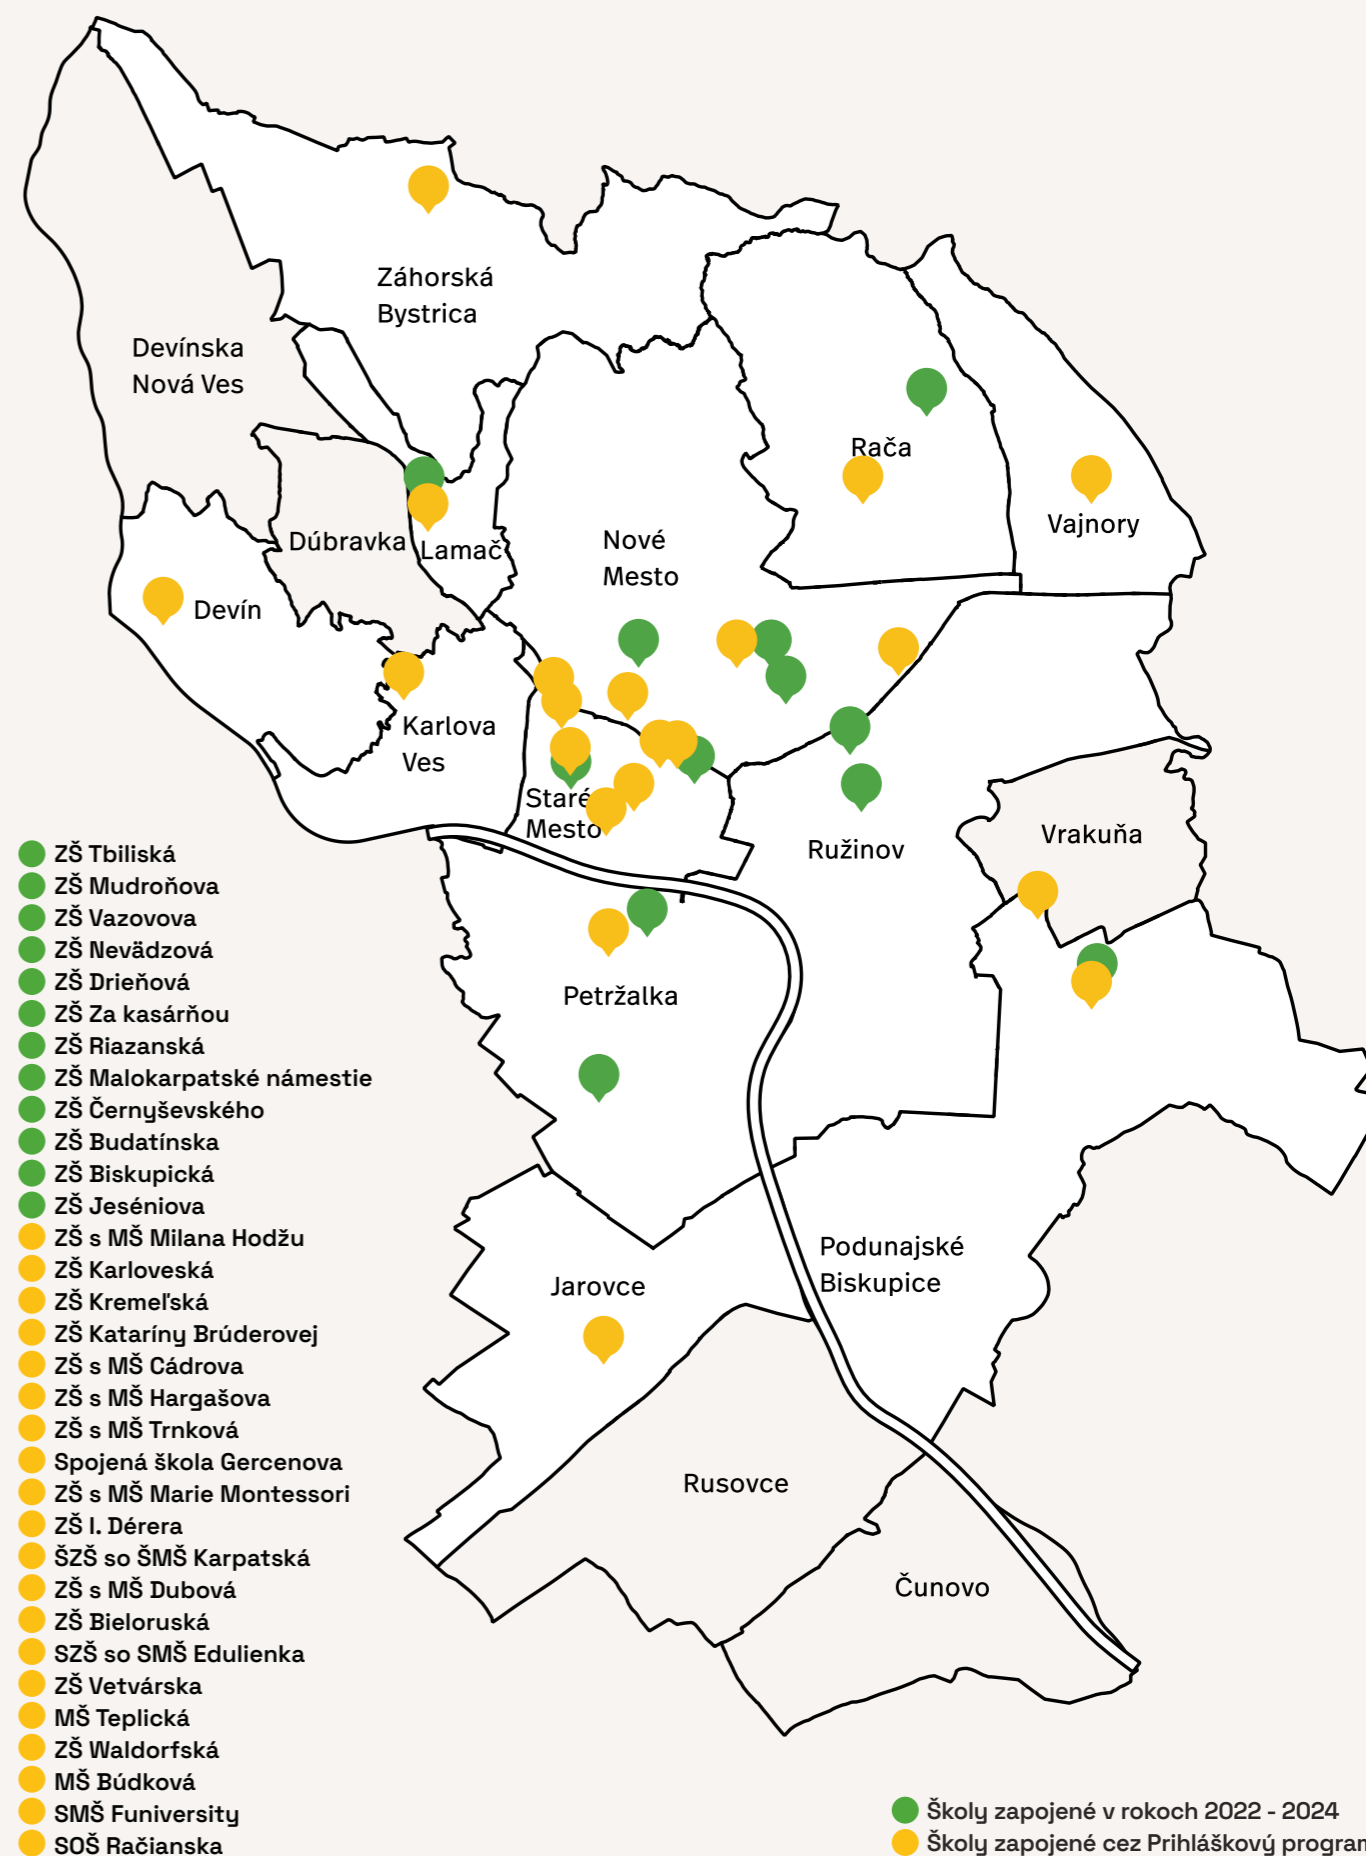 Záhorská
Bystrica
Devínska
Nová Ves
Rača
Vajnory
Nové
Mesto
Dúbravka
Lamač
Devín
Karlova
Ves
Staré
Mesto
Ružinov
Vrakuňa
Petržalka
Podunajské
Biskupice
Jarovce
Rusovce
Čunovo
ZŠ Tbiliská
ZŠ Mudroňova
ZŠ Vazovova
ZŠ Nevädzová
ZŠ Drieňová
ZŠ Za kasárňou
ZŠ Riazanská
ZŠ Malokarpatské námestie
ZŠ Černyševského
ZŠ Budatínska
ZŠ Biskupická
ZŠ Jeséniova
ZŠ s MŠ Milana Hodžu
ZŠ Karloveská
ZŠ Kremeľská
ZŠ Kataríny Brúderovej
ZŠ s MŠ Cádrova
ZŠ s MŠ Hargašova
ZŠ s MŠ Trnková
Spojená škola Gercenova
ZŠ s MŠ Marie Montessori
ZŠ I. Dérera
ŠZŠ so ŠMŠ Karpatská
ZŠ s MŠ Dubová
ZŠ Bieloruská
SZŠ so SMŠ Edulienka
ZŠ Vetvárska
MŠ Teplická
ZŠ Waldorfská
MŠ Búdková
SMŠ Funiversity
SOŠ Račianska
Školy zapojené v rokoch 2022 - 2024
Školy zapojené cez Prihláškový program